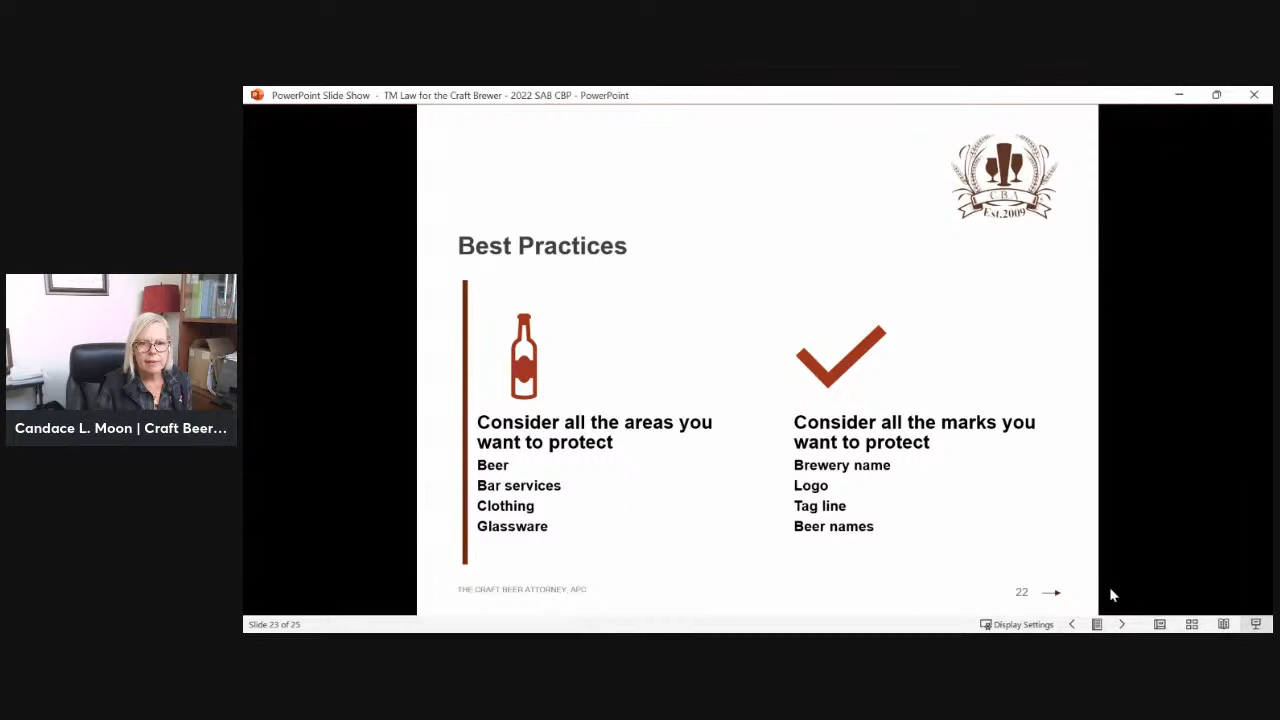 PowerPoint Slide Show - TM Law for the Craft Brewer - 2022 SAB CBP - PowerPoint
C.B.A
Est.2009
Best Practices
Consider all the areas you
want to protect
Beer
Bar services
Clothing
Glassware
Consider all the marks you
want to protect
Brewery name
Logo
Tag line
Beer names
THE CRAFT BEER ATTORNEY, APC
22
Slide 23 of 25
Display Settings
Candace L. Moon | Craft Beer...